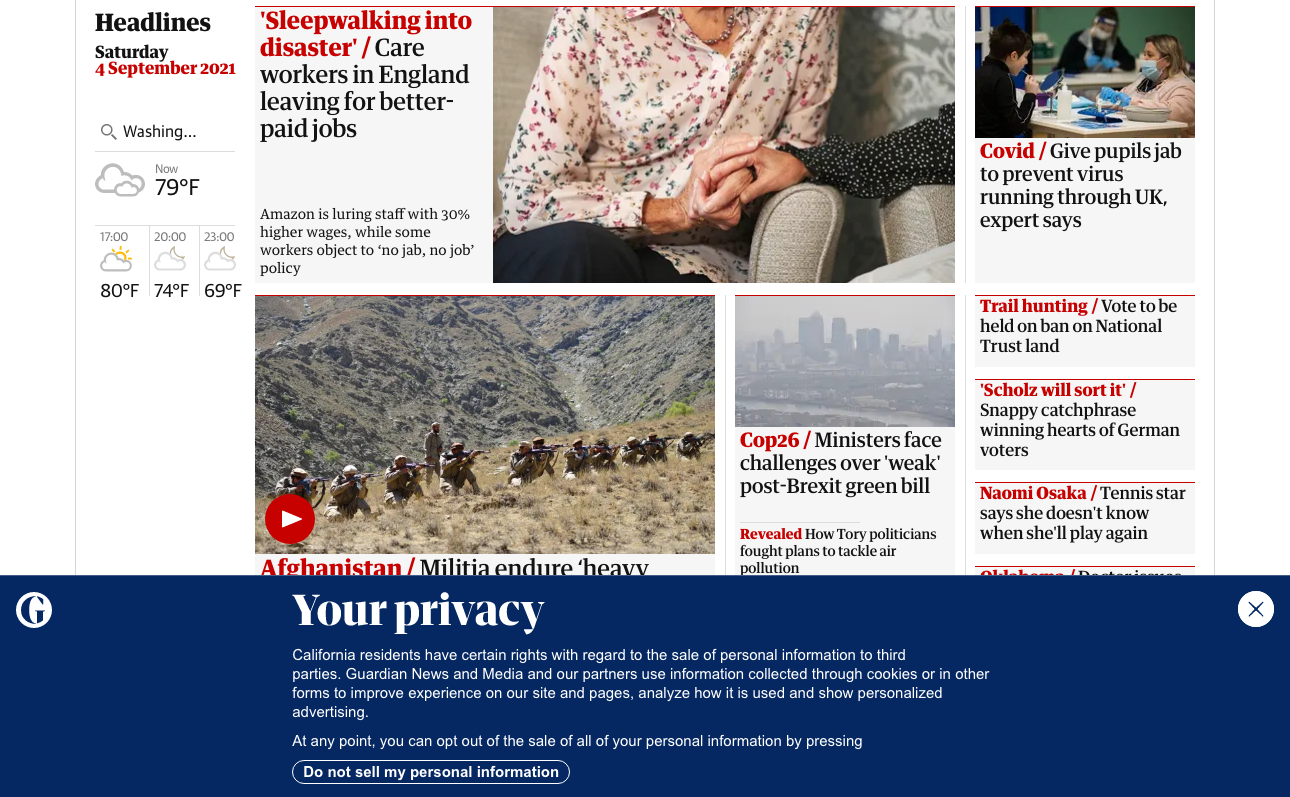 Headlines
Saturday
4 September 2021
Washing...
Now
79°F
17:00
20:00
23:00
80°F
74°F
69°F
'Sleepwalking into
disaster' / Care
workers in England
leaving for better-
paid jobs
Amazon is luring staff with 30%
higher wages, while some
workers object to ‘no jab, no job’
policy
Covid / Give pupils jab
to prevent virus
running through UK,
expert says
Afghanistan / Militia endure ‘heavy
Cop26 / Ministers face
challenges over 'weak'
post-Brexit green bill
Revealed How Tory politicians
fought plans to tackle air
pollution
Trail hunting / Vote to be
held on ban on National
Trust land
'Scholz will sort it' /
Snappy catchphrase
winning hearts of German
voters
Naomi Osaka / Tennis star
says she doesn't know
when she'll play again
Oklahoma / Doctor issues
Your privacy
California residents have certain rights with regard to the sale of personal information to third
parties. Guardian News and Media and our partners use information collected through cookies or in other
forms to improve experience on our site and pages, analyze how it is used and show personalized
advertising.
At any point, you can opt out of the sale of all of your personal information by pressing
Do not sell my personal information